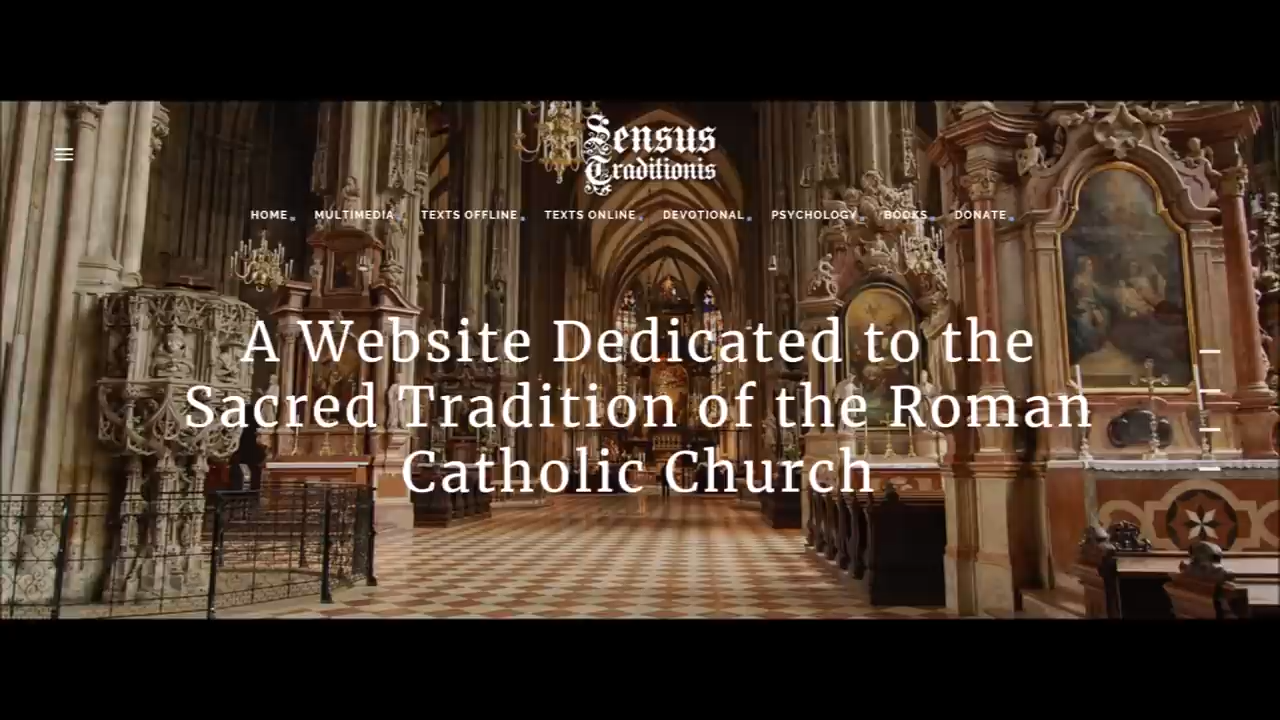 Sensus
Traditionis
HOME MULTIMEDIA TEXTS OFFLINE TEXTS ONLINE DEVOTIONAL PSYCHOLOGY BOOKS DONATE
A Website Dedicated to the
Sacred Tradition of the Roman
Catholic Church